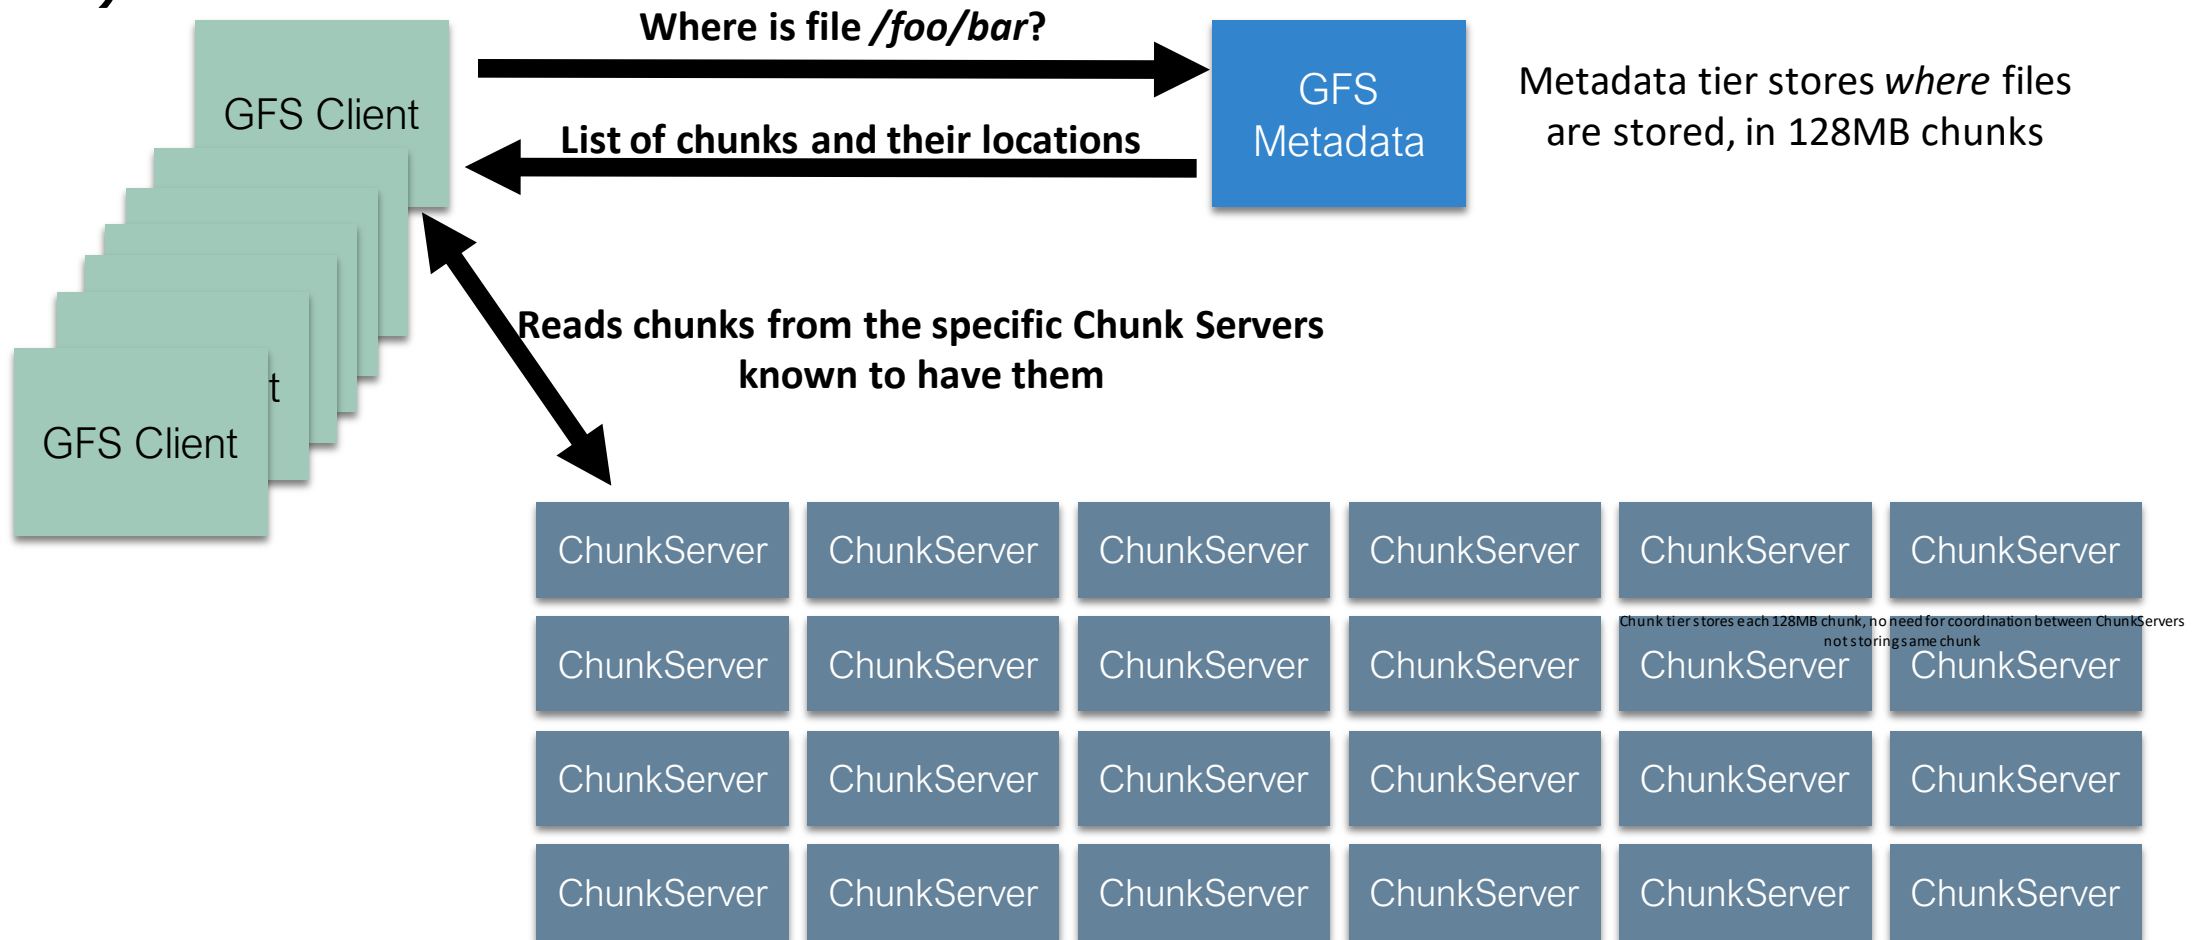 Where is file /foo/bar?
GFS Client
GFS
Metadata
Metadata tier stores where files
are stored, in 128MB chunks
List of chunks and their locations
Reads chunks from the specific Chunk Servers
known to have them
t
GFS Client
ChunkServer ChunkServer ChunkServer ChunkServer ChunkServer ChunkServer
Chunk tier stores each 128MB chunk, no need for coordination between ChunkServers
not storing same chunk
ChunkServer ChunkServer ChunkServer ChunkServer ChunkServer ChunkServer
ChunkServer ChunkServer ChunkServer ChunkServer ChunkServer ChunkServer
ChunkServer ChunkServer ChunkServer ChunkServer ChunkServer ChunkServer